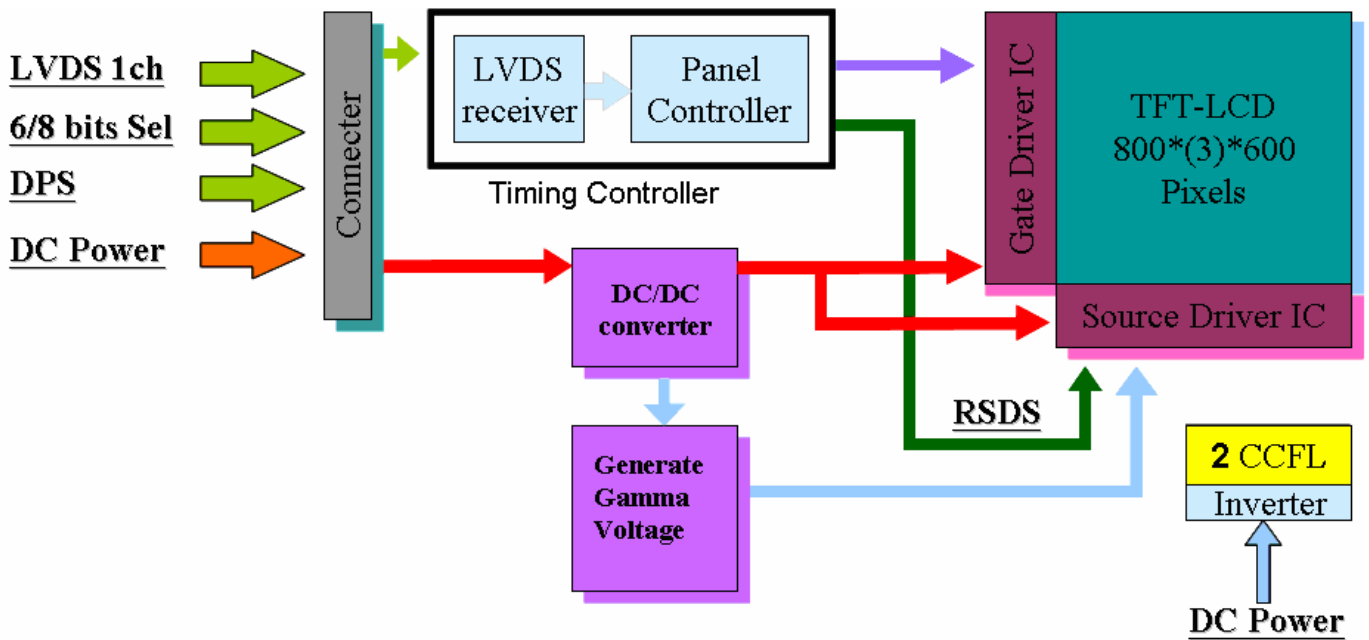 LVDS 1ch
6/8 bits Sel
DPS
DC Power
Connecter
LVDS
receiver
Panel
Controller
Timing Controller
DC/DC
converter
Generate
Gamma
Voltage
Gate Driver IC
TFT-LCD
800*(3)*600
Pixels
Source Driver IC
RSDS
2 CCFL
Inverter
DC Power